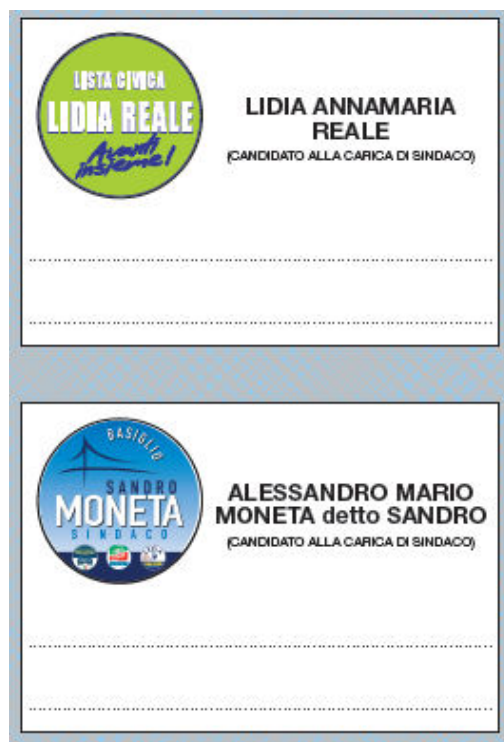 LISTA CIVICA
LIDIA REALE
Avanti
insieme!
LIDIA ANNAMARIA
REALE
(CANDIDATO ALLA CARICA DI SINDACO)
BASIGLIO
SANDRO
MONETA
SINDACO
ALESSANDRO MARIO
MONETA detto SANDRO
(CANDIDATO ALLA CARICA DI SINDACO)